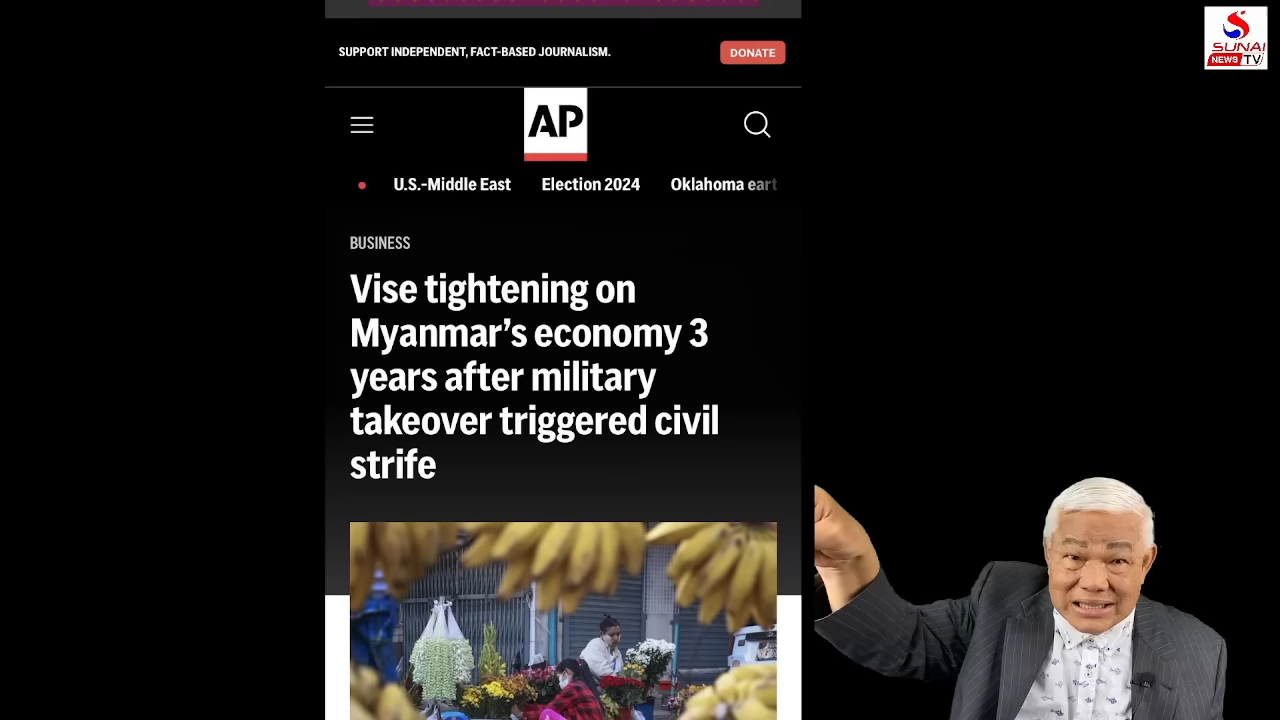 SUPPORT INDEPENDENT, FACT-BASED JOURNALISM.
DONATE
AP
U.S.-Middle East
Election 2024
Oklahoma eart
BUSINESS
Vise tightening on
Myanmar’s economy 3
years after military
takeover triggered civil
strife
SUNAI
NEWS TV